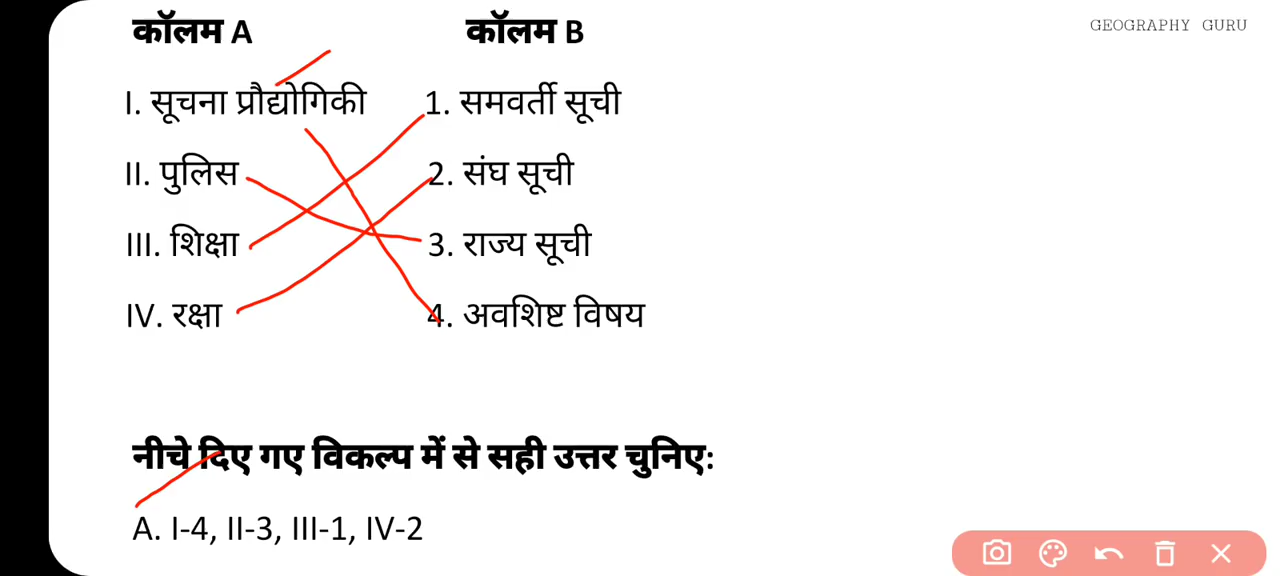 कॉलम A कॉलम B
GEOGRAPHY GURU
I. सूचना प्रौद्योगिकी 1. समवर्ती सूची
II. पुलिस 2. संघ सूची
III. शिक्षा 3. राज्य सूची
IV. रक्षा 4. अवशिष्ट विषय
नीचे दिए गए विकल्प में से सही उत्तर चुनिए:
A. I-4, II-3, III-1, IV-2